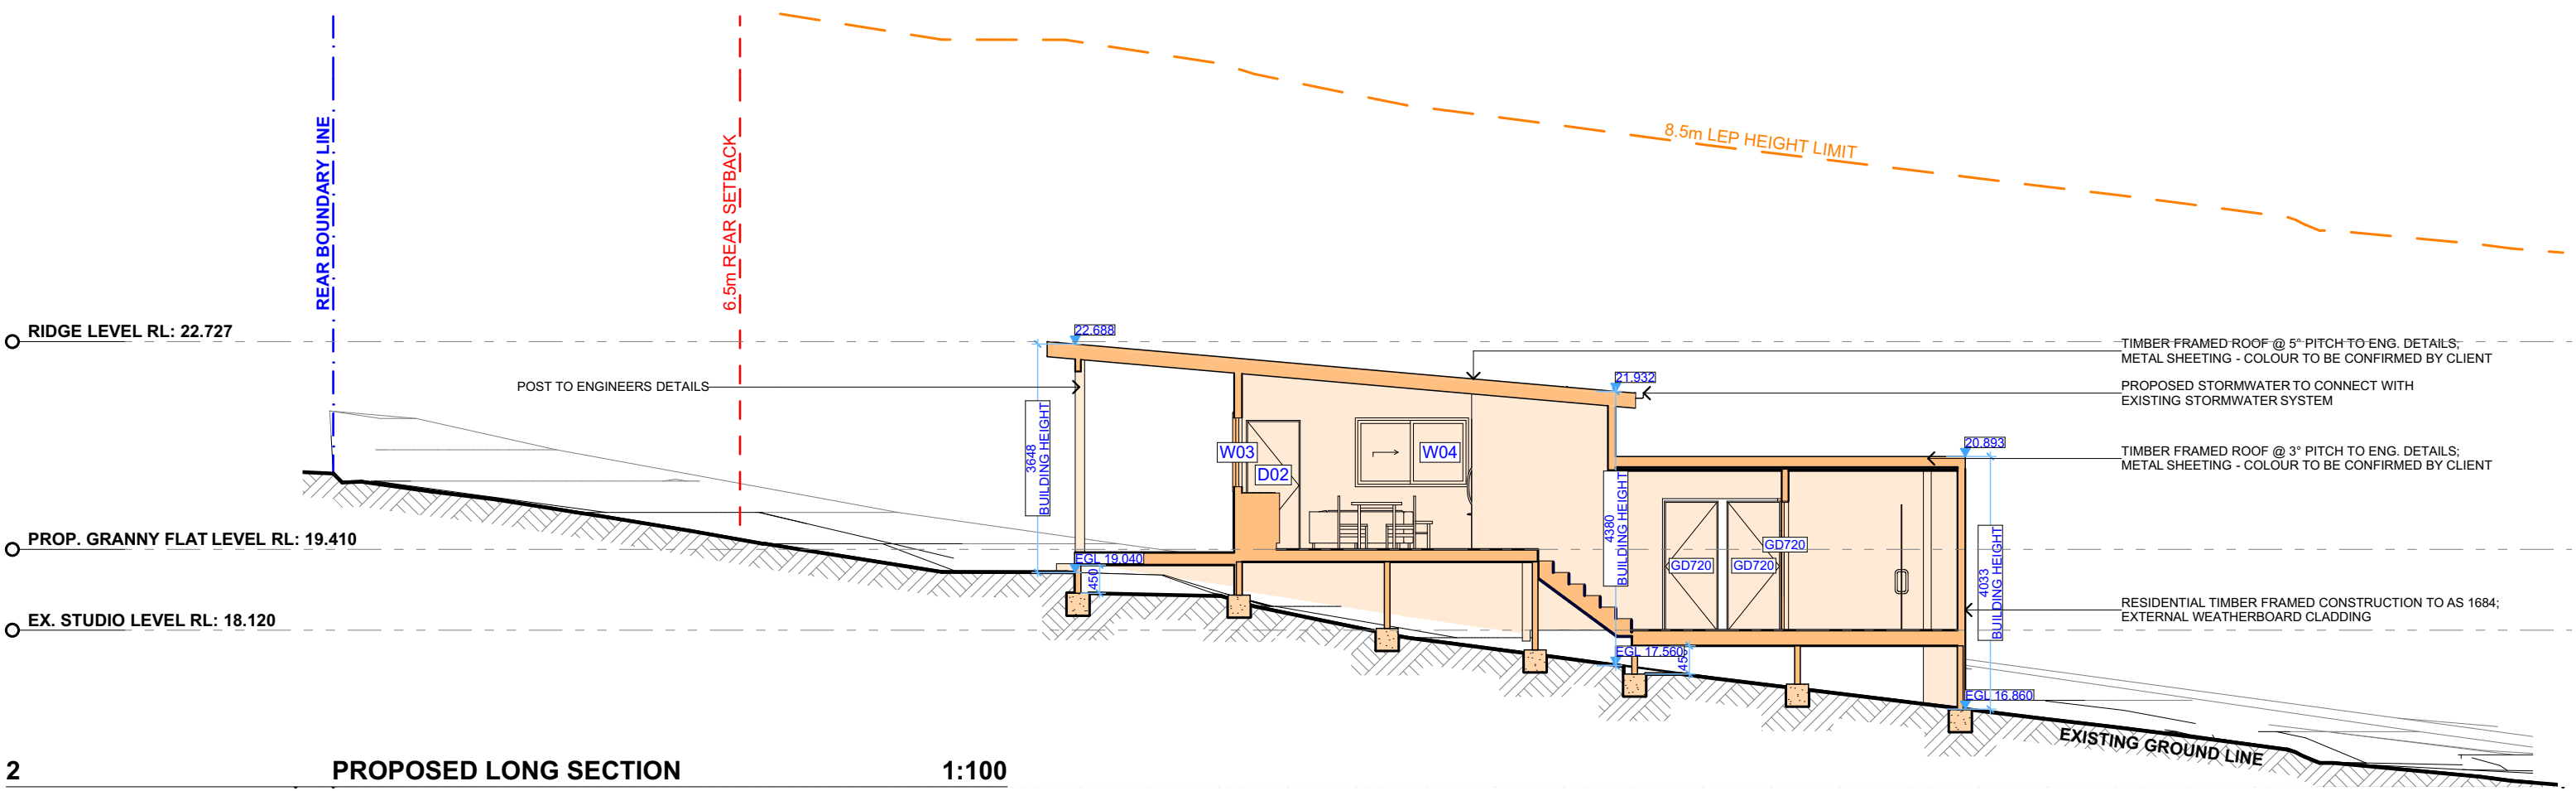 REAR BOUNDARY LINE
6.5m REAR SETBACK
8.5m LEP HEIGHT LIMIT
RIDGE LEVEL RL: 22.727
22.688
TIMBER FRAMED ROOF @ 5° PITCH TO ENG. DETAILS;
METAL SHEETING - COLOUR TO BE CONFIRMED BY CLIENT
POST TO ENGINEERS DETAILS
21.932
PROPOSED STORMWATER TO CONNECT WITH
EXISTING STORMWATER SYSTEM
3648
BUILDING HEIGHT
W03
D02
W04
20.893
TIMBER FRAMED ROOF @ 3° PITCH TO ENG. DETAILS;
METAL SHEETING - COLOUR TO BE CONFIRMED BY CLIENT
4380
BUILDING HEIGHT
PROP. GRANNY FLAT LEVEL RL: 19.410
EGL 19.040
450
GD720
GD720
GD720
4033
BUILDING HEIGHT
EX. STUDIO LEVEL RL: 18.120
RESIDENTIAL TIMBER FRAMED CONSTRUCTION TO AS 1684;
EXTERNAL WEATHERBOARD CLADDING
EGL 17.560
EGL 16.860
EXISTING GROUND LINE
2 PROPOSED LONG SECTION 1:100